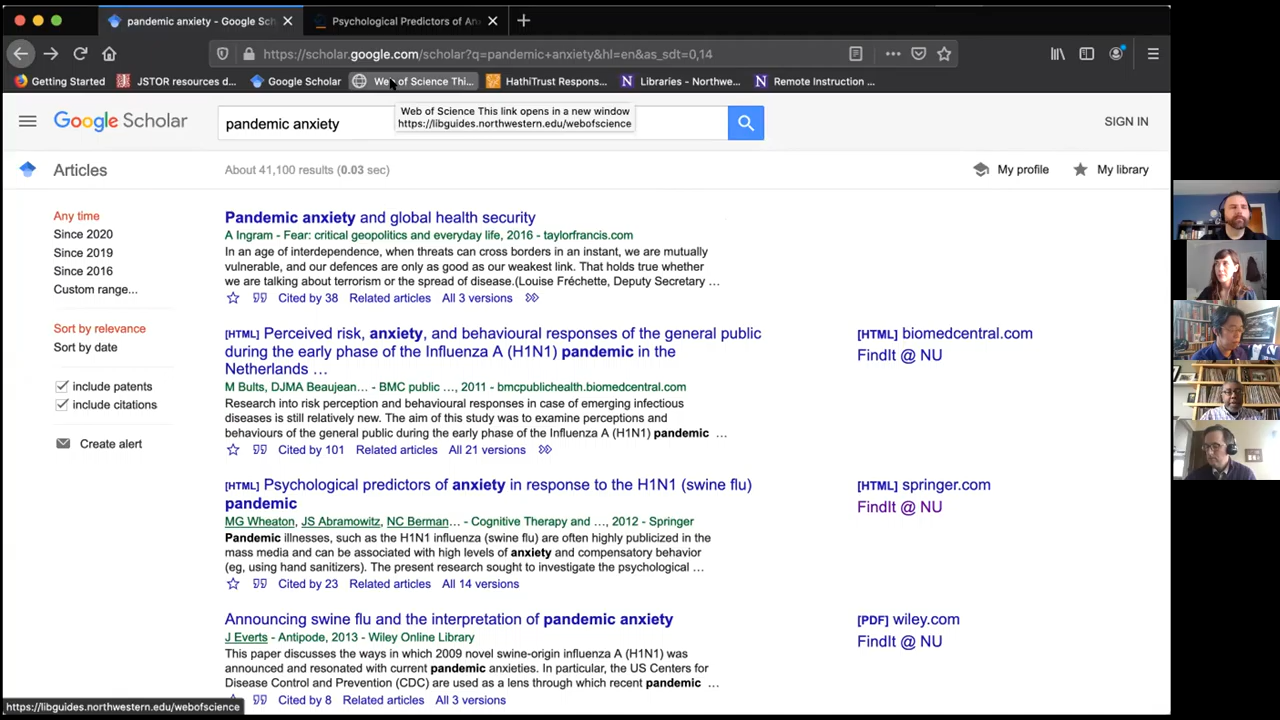 pandemic anxiety - Google Sch
Psychological Predictors of An
https://scholar.google.com/scholar?q=pandemic+anxiety&hl=en&as_sdt=0,14
Getting Started
JSTOR resources d...
Google Scholar
Web of Science Thi...
HathiTrust Respons...
Libraries - Northwe...
Remote Instruction ...
Web of Science This link opens in a new window
https://libguides.northwestern.edu/webofscience
Google Scholar
pandemic anxiety
SIGN IN
Articles
About 41,100 results (0.03 sec)
My profile
My library
Any time
Since 2020
Since 2019
Since 2016
Custom range...
Sort by relevance
Sort by date
include patents
include citations
Create alert
Pandemic anxiety and global health security
A Ingram - Fear: critical geopolitics and everyday life, 2016 - taylorfrancis.com
In an age of interdependence, when threats can cross borders in an instant, we are mutually
vulnerable, and our defences are only as good as our weakest link. That holds true whether
we are talking about terrorism or the spread of disease.(Louise Fréchette, Deputy Secretary …
Cited by 38 Related articles All 3 versions
[HTML] Perceived risk, anxiety, and behavioural responses of the general public
during the early phase of the Influenza A (H1N1) pandemic in the
Netherlands …
M Bults, DJMA Beaujean… - BMC public …, 2011 - bmcpublichealth.biomedcentral.com
Research into risk perception and behavioural responses in case of emerging infectious
diseases is still relatively new. The aim of this study was to examine perceptions and
behaviours of the general public during the early phase of the Influenza A (H1N1) pandemic …
Cited by 101 Related articles All 21 versions
[HTML] biomedcentral.com
FindIt @ NU
Psychological predictors of anxiety in response to the H1N1 (swine flu)
pandemic
MG Wheaton, JS Abramowitz, NC Berman… - Cognitive Therapy and …, 2012 - Springer
Pandemic illnesses, such as the H1N1 influenza (swine flu) are often highly publicized in the
mass media and can be associated with high levels of anxiety and compensatory behavior
(eg, using hand sanitizers). The present research sought to investigate the psychological …
Cited by 23 Related articles All 14 versions
[HTML] springer.com
FindIt @ NU
Announcing swine flu and the interpretation of pandemic anxiety
J Everts - Antipode, 2013 - Wiley Online Library
This paper discusses the ways in which 2009 novel swine-origin influenza A (H1N1) was
announced and resonated with current pandemic anxieties. In particular, the US Centers for
Disease Control and Prevention (CDC) are used as a lens through which recent pandemic …
Cited by 8 Related articles All 3 versions
[PDF] wiley.com
FindIt @ NU
https://libguides.northwestern.edu/webofscience